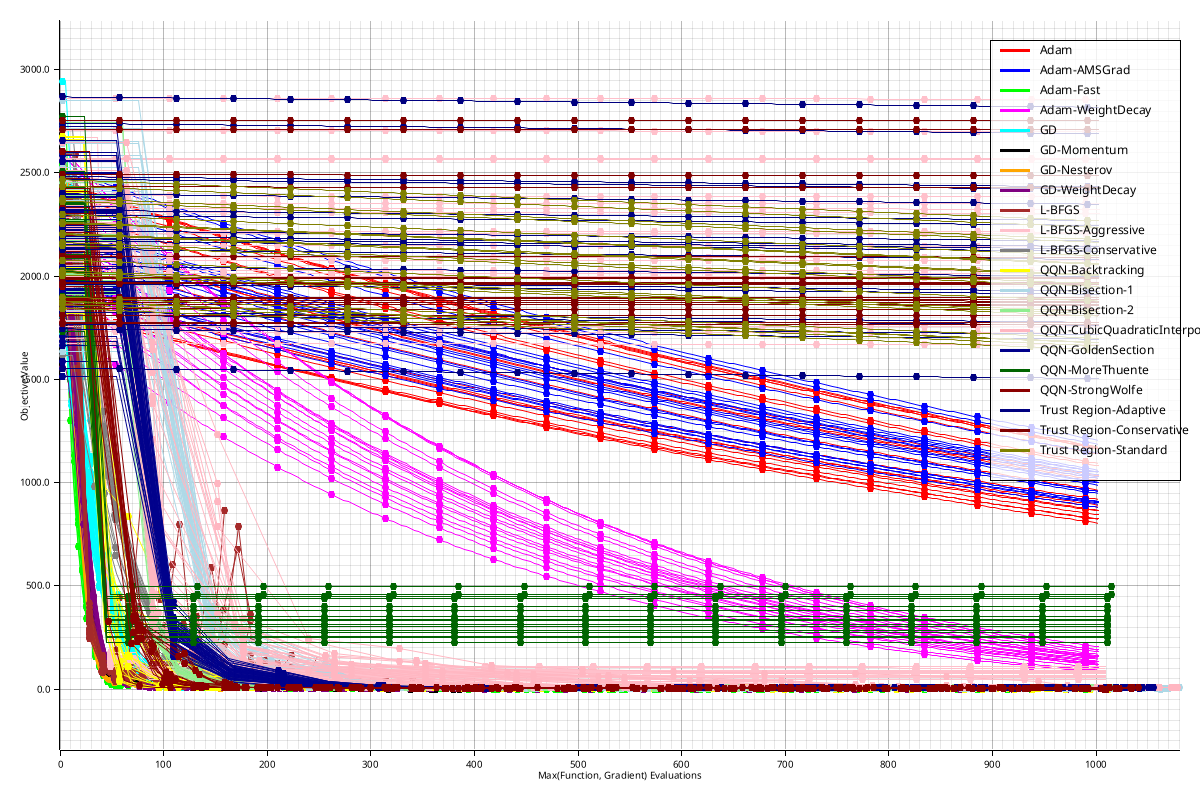 3000.0
2500.0
2000.0
1500.0
1000.0
500.0
0.0
Objective Value
0
100
200
300
400
500
600
700
800
900
1000
Max(Function, Gradient) Evaluations
Adam
Adam-AMSGrad
Adam-Fast
Adam-WeightDecay
GD
GD-Momentum
GD-Nesterov
GD-WeightDecay
L-BFGS
L-BFGS-Aggressive
L-BFGS-Conservative
QQN-Backtracking
QQN-Bisection-1
QQN-Bisection-2
QQN-CubicQuadraticInterpo
QQN-GoldenSection
QQN-MoreThuente
QQN-StrongWolfe
Trust Region-Adaptive
Trust Region-Conservative
Trust Region-Standard